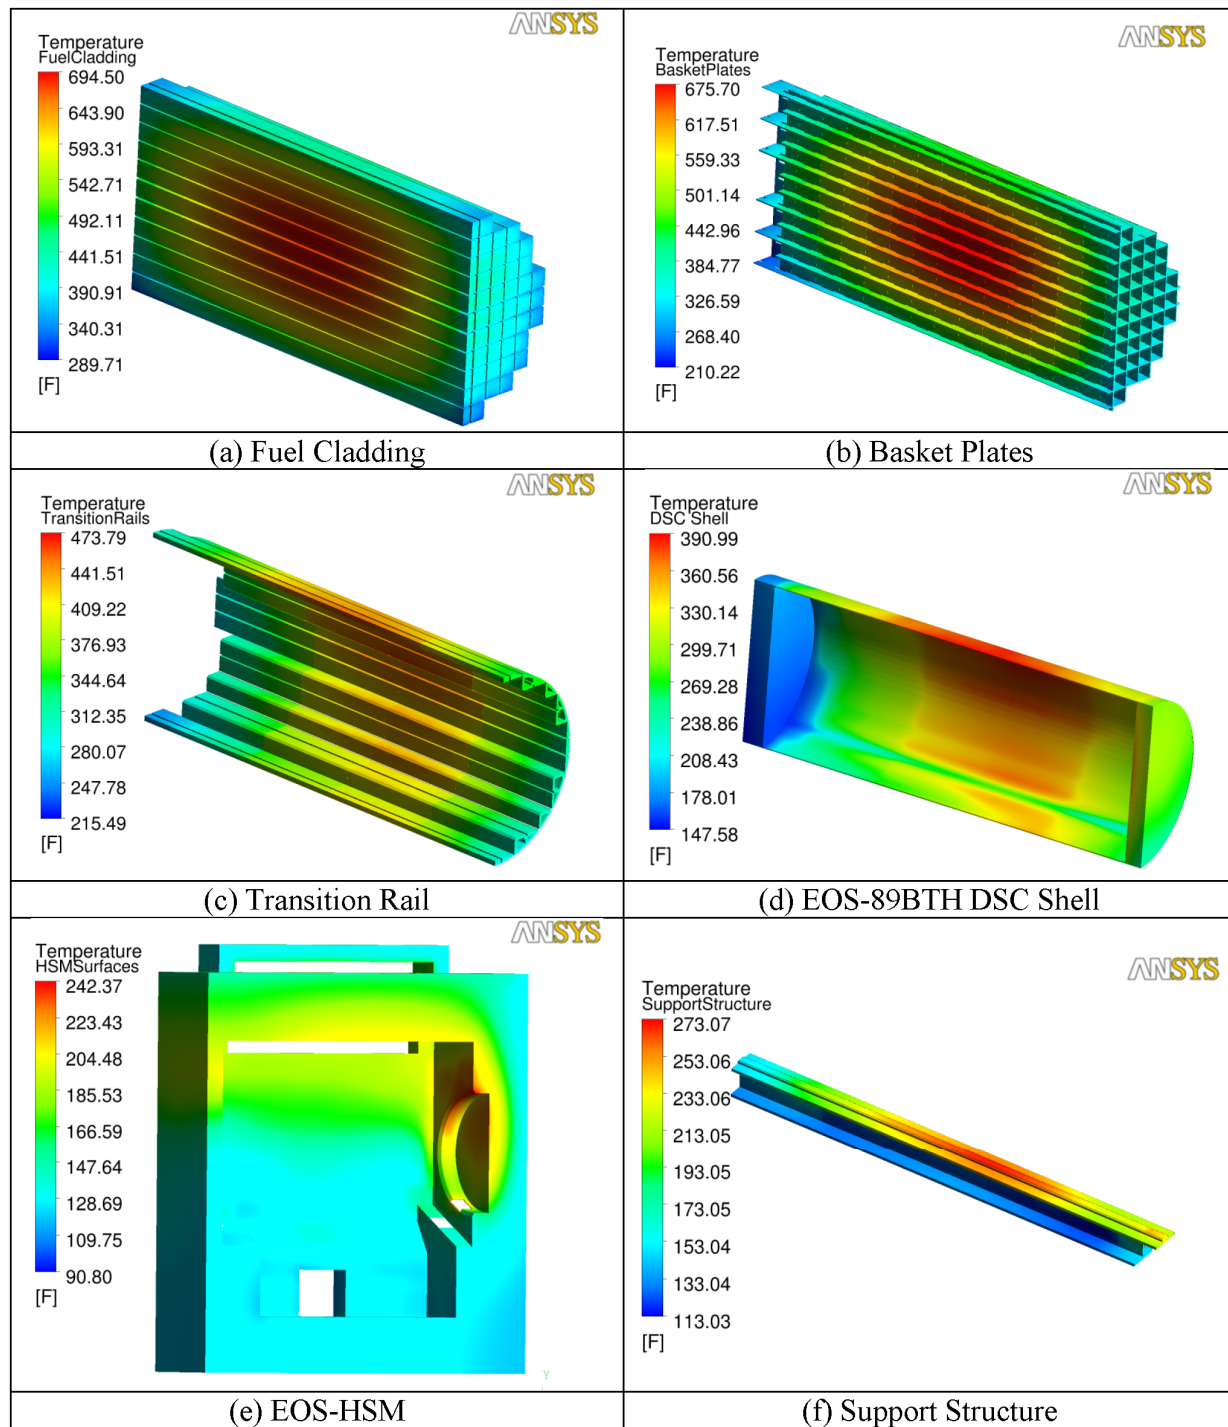 ANSYS
Temperature
FuelCladding
694.50
643.90
593.31
542.71
492.11
441.51
390.91
340.31
289.71
[F]
(a) Fuel Cladding
ANSYS
Temperature
BasketPlates
675.70
617.51
559.33
501.14
442.96
384.77
326.59
268.40
210.22
[F]
(b) Basket Plates
ANSYS
Temperature
TransitionRails
473.79
441.51
409.22
376.93
344.64
312.35
280.07
247.78
215.49
[F]
(c) Transition Rail
ANSYS
Temperature
DSC Shell
390.99
360.56
330.14
299.71
269.28
238.86
208.43
178.01
147.58
[F]
(d) EOS-89BTH DSC Shell
ANSYS
Temperature
HSMSurfaces
242.37
223.43
204.48
185.53
166.59
147.64
128.69
109.75
90.80
[F]
Y
(e) EOS-HSM
ANSYS
Temperature
SupportStructure
273.07
253.06
233.06
213.05
193.05
173.05
153.04
133.04
113.03
[F]
(f) Support Structure